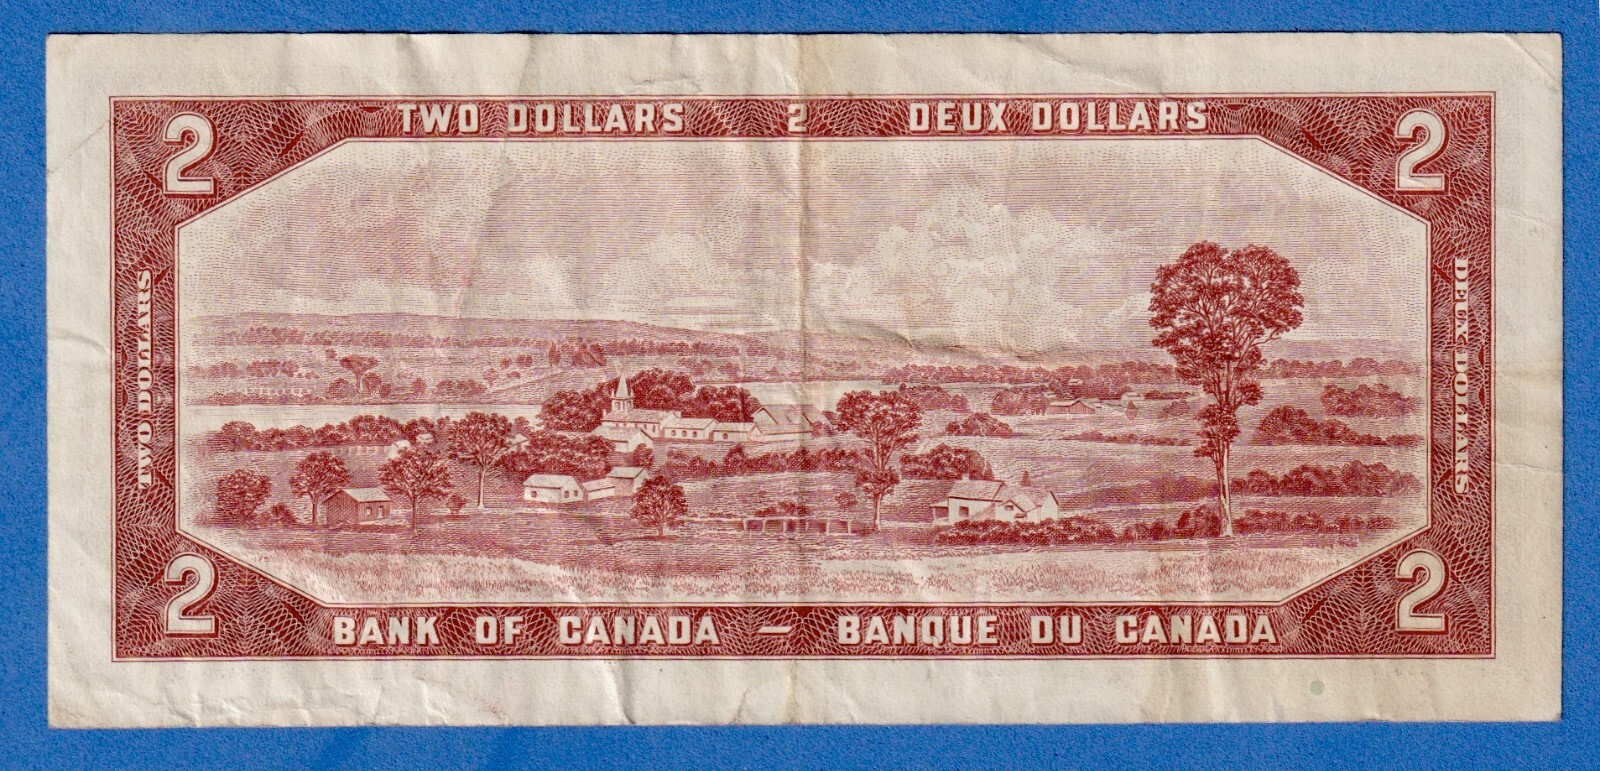 2 TWO DOLLARS 2 DEUX DOLLARS 2
TWO DOLLARS
DEUX DOLLARS
2 BANK OF CANADA – BANQUE DU CANADA 2